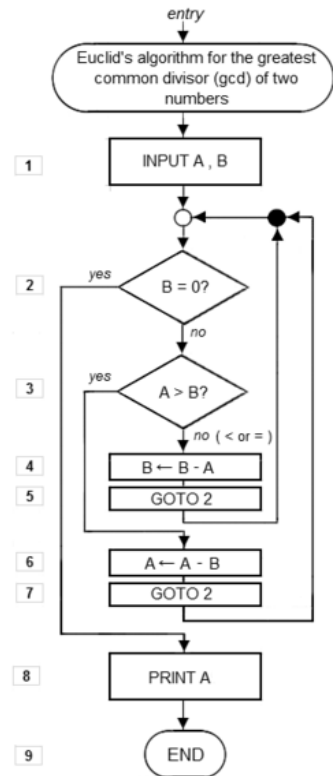 entry
Euclid's algorithm for the greatest
common divisor (gcd) of two
numbers
1
INPUT A , B
yes
2
B = 0?
no
yes
3
A > B?
no ( < or = )
4
B ← B - A
5
GOTO 2
6
A ← A - B
7
GOTO 2
8
PRINT A
9
END